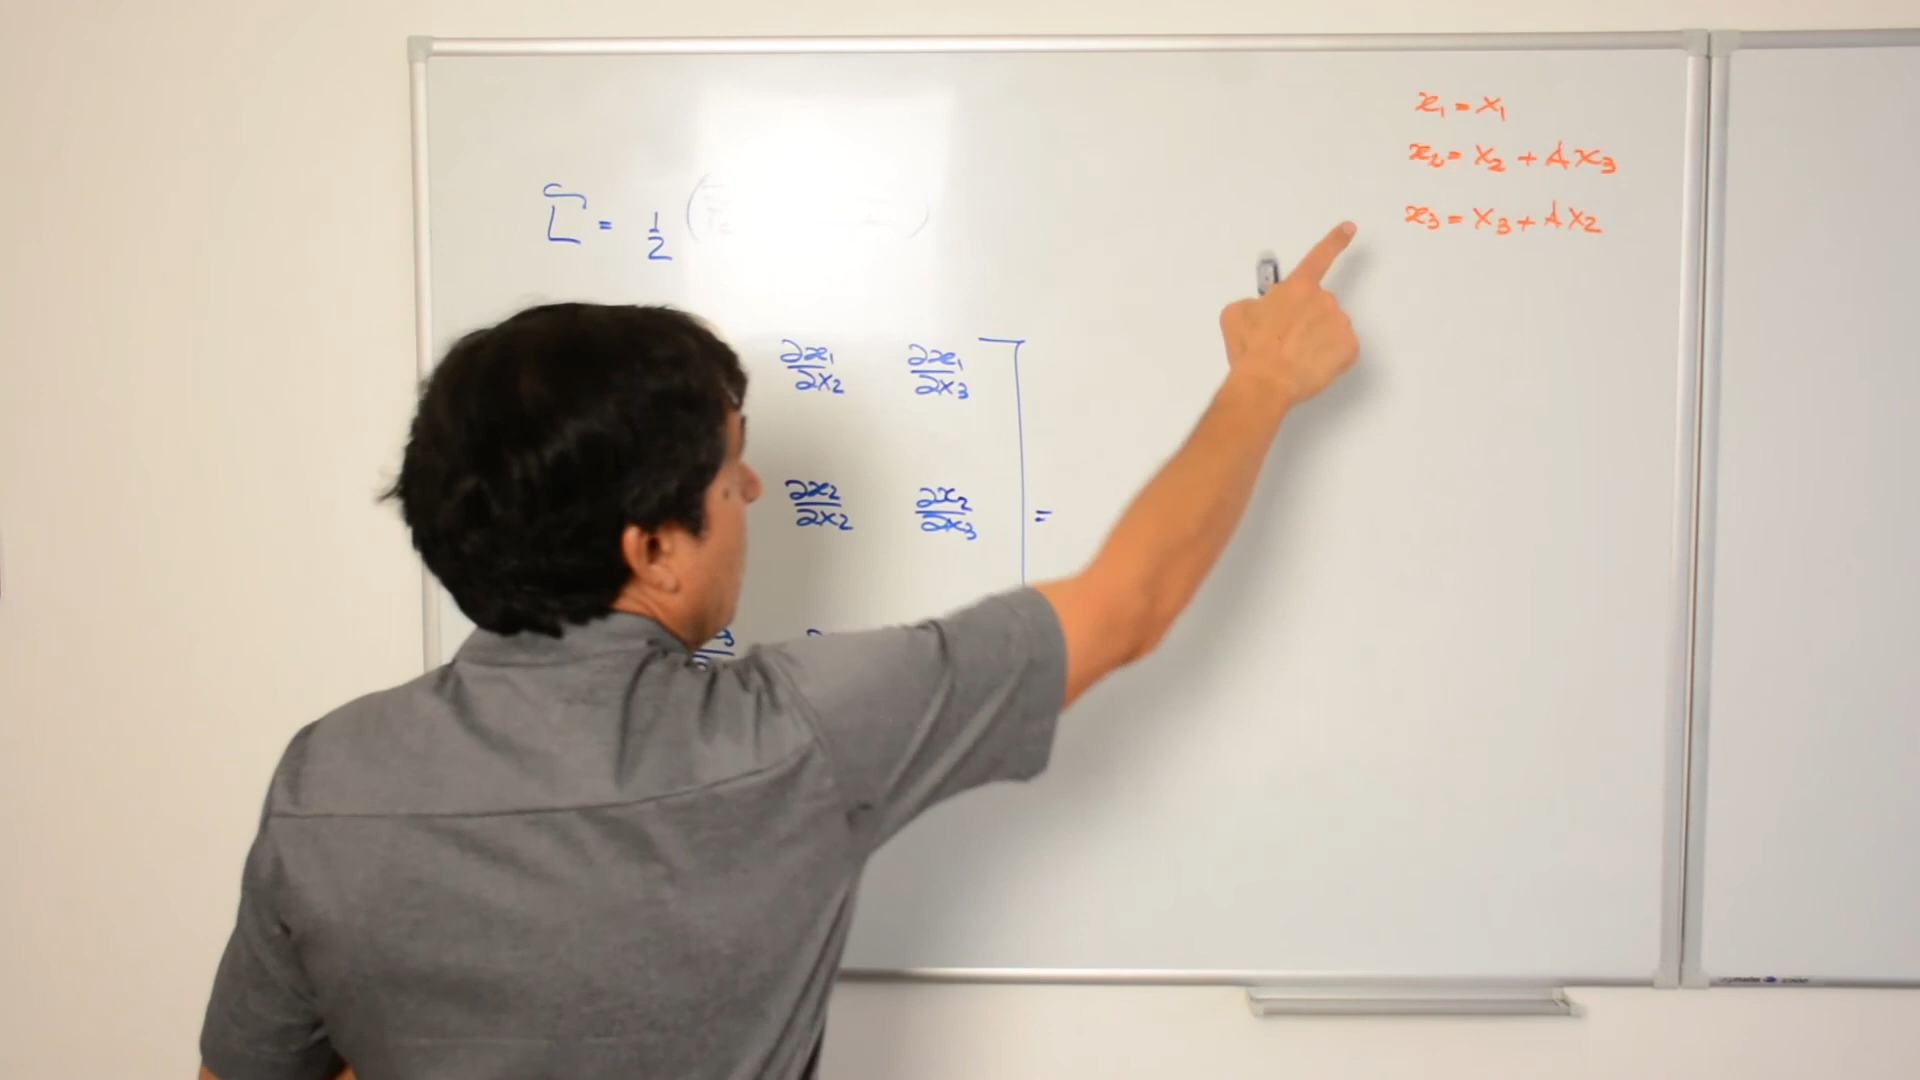 x₁ = X₁
x₂ = X₂ + A X₃
x₃ = X₃ + A X₂
L = 1/2 ( )
∂x₁/∂X₂ ∂x₁/∂X₃
∂x₂/∂X₂ ∂x₂/∂X₃ =